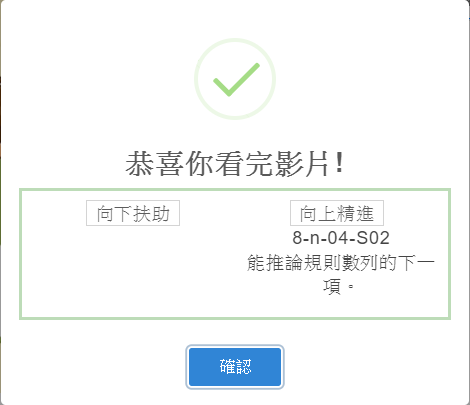 恭喜你看完影片!
向下扶助
向上精進
8-n-04-S02
能推論規則數列的下一
項。
確認